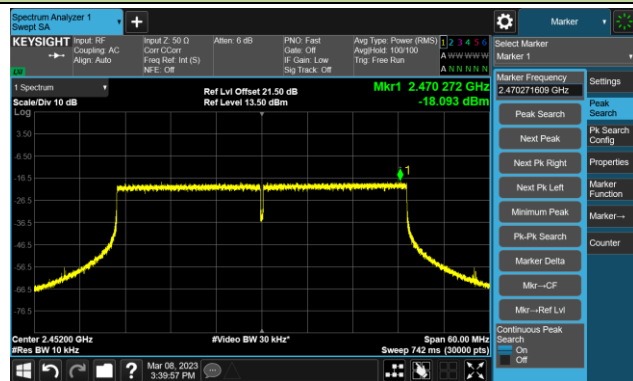 Spectrum Analyzer 1
Swept SA
Marker
KEYSIGHT
Input: RF
Coupling: AC
Align: Auto
Input Z: 50 Ω
Corr CCorr
Freq Ref: Int (S)
NFE: Off
Atten: 6 dB
PNO: Fast
Gate: Off
IF Gain: Low
Sig Track: Off
Avg Type: Power (RMS)
Avg|Hold: 100/100
Trig: Free Run
1 2 3 4 5 6
A W W W W W
A N N N N N
Select Marker
Marker 1
LXI
1 Spectrum
Scale/Div 10 dB
Log
Ref Lvl Offset 21.50 dB
Ref Level 13.50 dBm
Mkr1 2.470 272 GHz
-18.093 dBm
3.50
-6.50
-16.5
-26.5
-36.5
-46.5
-56.5
-66.5
-76.5
1
Center 2.45200 GHz
#Res BW 10 kHz
#Video BW 30 kHz*
Span 60.00 MHz
Sweep 742 ms (30000 pts)
Marker Frequency
2.470271609 GHz
Peak Search
Next Peak
Next Pk Right
Next Pk Left
Minimum Peak
Pk-Pk Search
Marker Delta
Mkr→CF
Mkr→Ref Lvl
Continuous Peak
Search
On
Off
Settings
Peak
Search
Pk Search
Config
Properties
Marker
Function
Marker→
Counter
?
Mar 08, 2023
3:39:57 PM